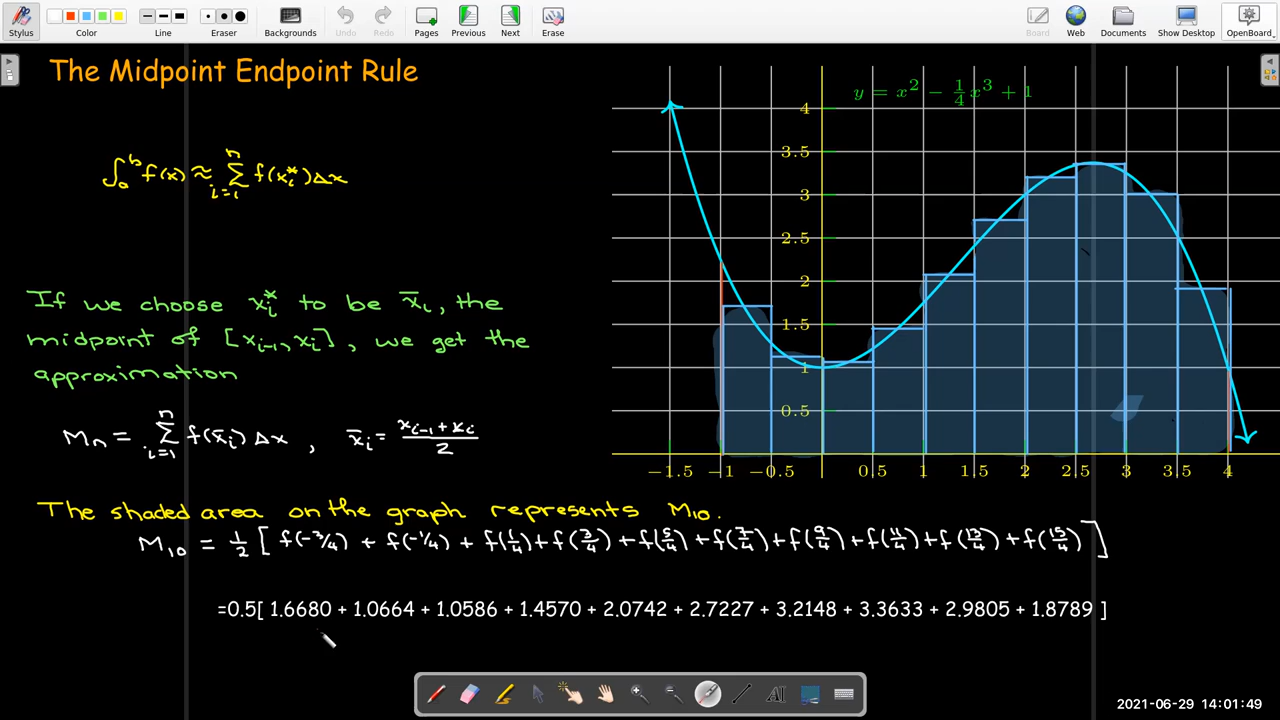 Stylus Color Line Eraser Backgrounds Undo Redo Pages Previous Next Erase Board Web Documents Show Desktop OpenBoard
The Midpoint Endpoint Rule
y = x² − 1/4 x³ + 1
∫ₐᵇ f(x) ≈ Σᵢ₌₁ⁿ f(xᵢ*) Δx
4
3.5
3
2.5
2
1.5
1
0.5
−1.5 −1 −0.5 0 0.5 1 1.5 2 2.5 3 3.5 4
If we choose xᵢ* to be x̄ᵢ, the
midpoint of [xᵢ₋₁, xᵢ], we get the
approximation
Mₙ = Σᵢ₌₁ⁿ f(x̄ᵢ) Δx , x̄ᵢ = (xᵢ₋₁ + xᵢ)/2
The shaded area on the graph represents M₁₀.
M₁₀ = 1/2 [ f(-3/4) + f(-1/4) + f(1/4) + f(3/4) + f(5/4) + f(7/4) + f(9/4) + f(11/4) + f(13/4) + f(15/4) ]
=0.5[ 1.6680 + 1.0664 + 1.0586 + 1.4570 + 2.0742 + 2.7227 + 3.2148 + 3.3633 + 2.9805 + 1.8789 ]
AI
2021-06-29 14:01:49